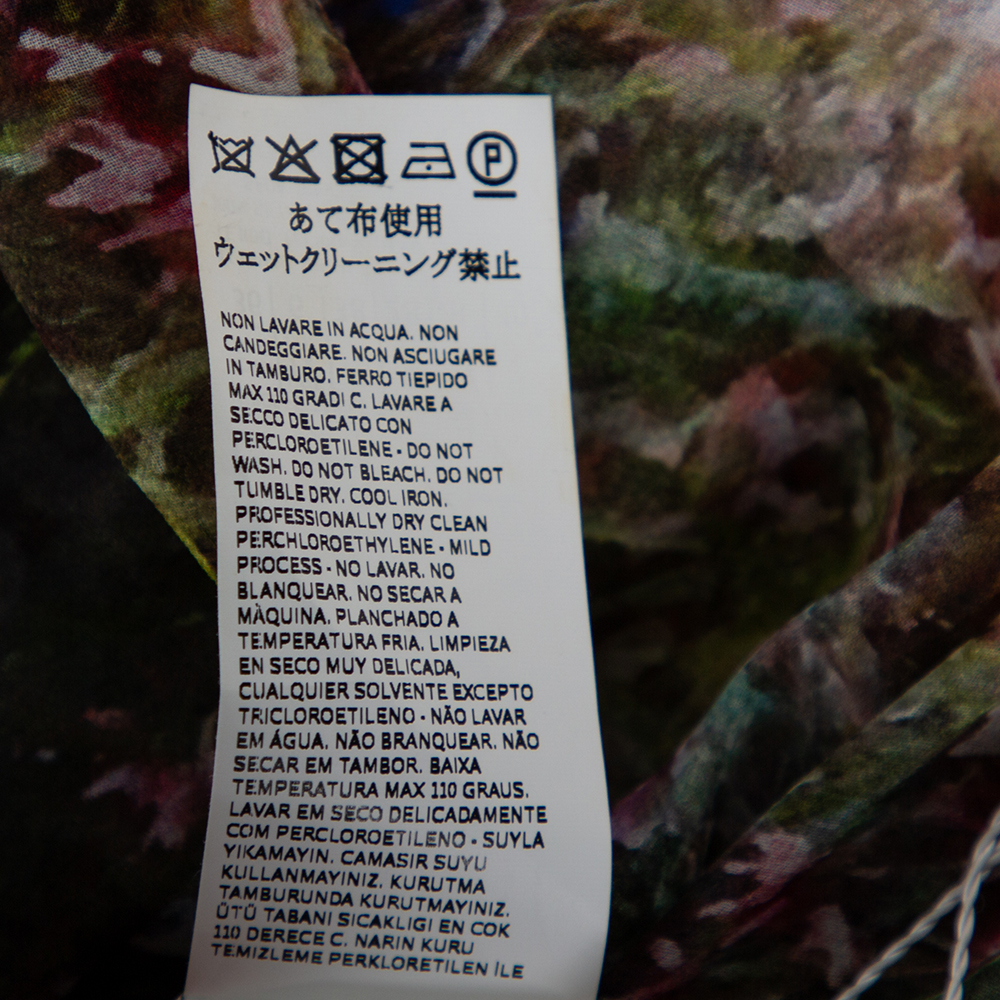 P
あて布使用
ウェットクリーニング禁止
NON LAVARE IN ACQUA. NON
CANDEGGIARE. NON ASCIUGARE
IN TAMBURO. FERRO TIEPIDO
MAX 110 GRADI C. LAVARE A
SECCO DELICATO CON
PERCLOROETILENE - DO NOT
WASH. DO NOT BLEACH. DO NOT
TUMBLE DRY. COOL IRON.
PROFESSIONALLY DRY CLEAN
PERCHLOROETHYLENE - MILD
PROCESS - NO LAVAR. NO
BLANQUEAR. NO SECAR A
MÀQUINA. PLANCHADO A
TEMPERATURA FRIA. LIMPIEZA
EN SECO MUY DELICADA,
CUALQUIER SOLVENTE EXCEPTO
TRICLOROETILENO - NÃO LAVAR
EM ÁGUA. NÃO BRANQUEAR. NÃO
SECAR EM TAMBOR. BAIXA
TEMPERATURA MAX 110 GRAUS.
LAVAR EM SECO DELICADAMENTE
COM PERCLOROETILENO - SUYLA
YIKAMAYIN. CAMASIR SUYU
KULLANMAYINIZ. KURUTMA
TAMBURUNDA KURUTMAYINIZ.
ÜTÜ TABANI SICAKLIGI EN COK
110 DERECE C. NARIN KURU
TEMIZLEME PERKLORETILEN İLE